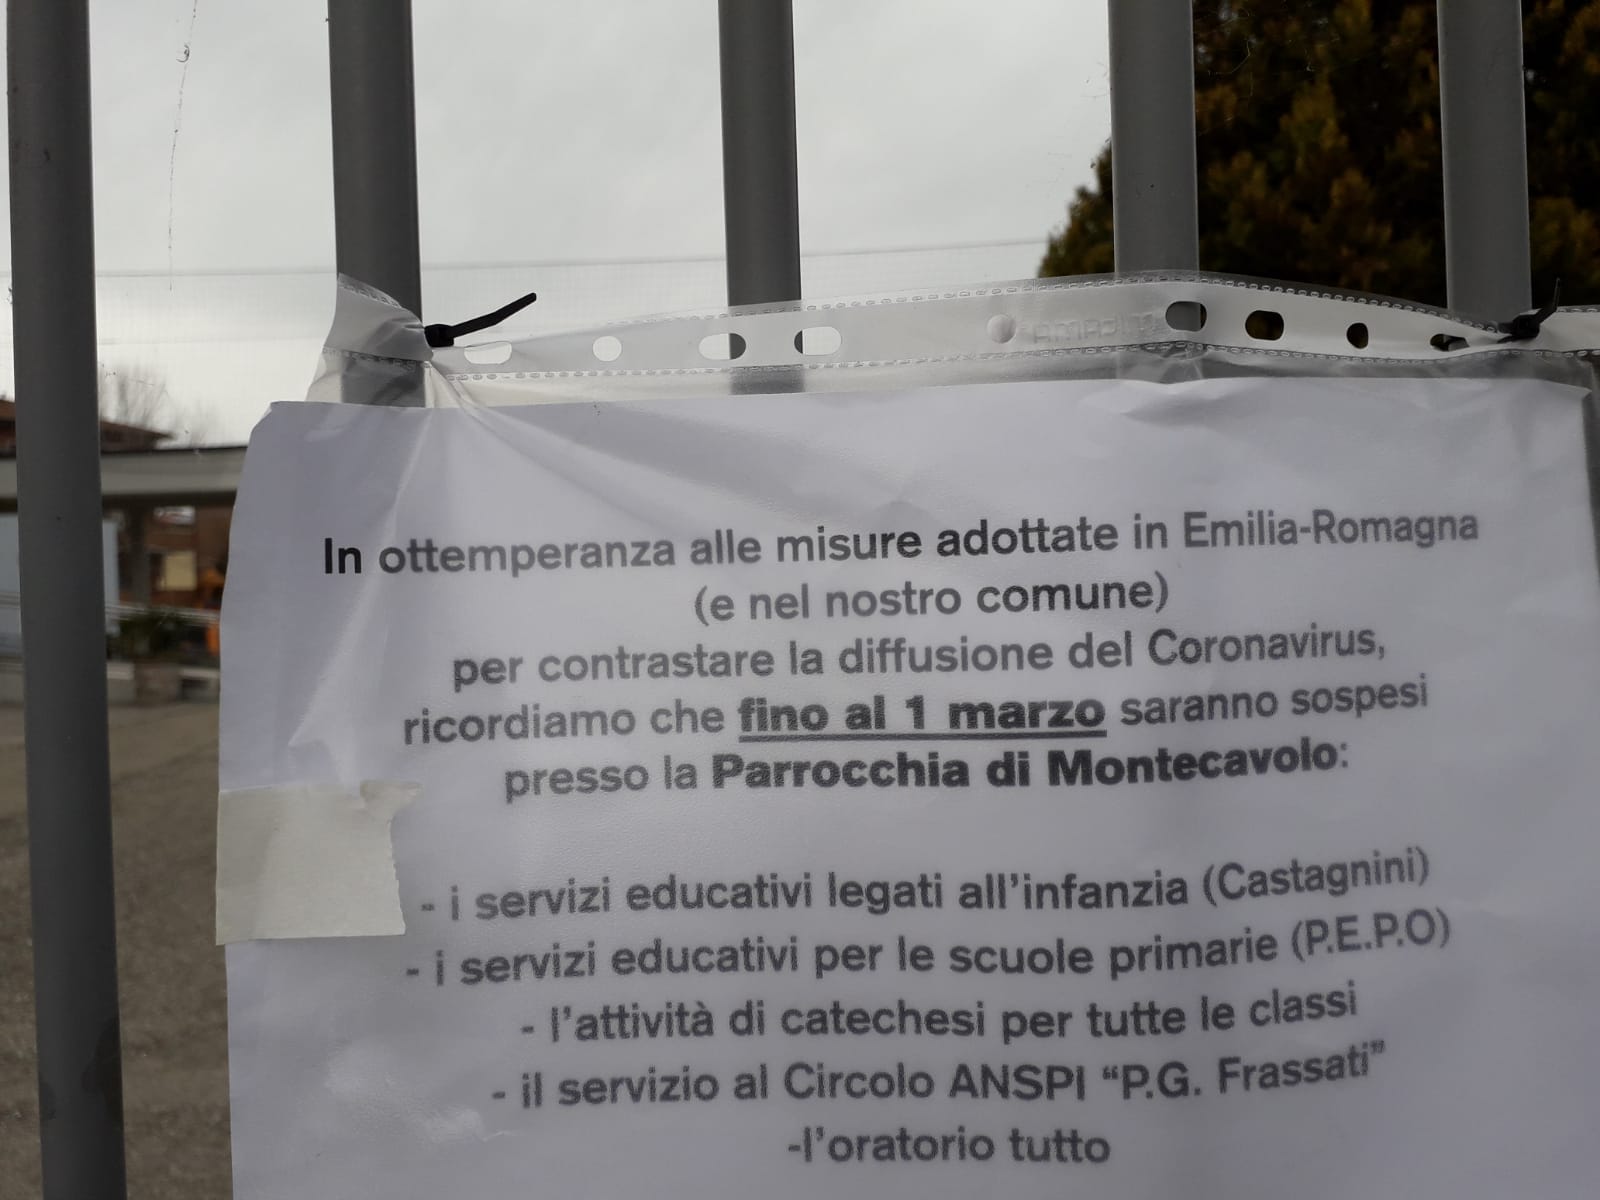 In ottemperanza alle misure adottate in Emilia-Romagna
(e nel nostro comune)
per contrastare la diffusione del Coronavirus,
ricordiamo che fino al 1 marzo saranno sospesi
presso la Parrocchia di Montecavolo:
- i servizi educativi legati all'infanzia (Castagnini)
- i servizi educativi per le scuole primarie (P.E.P.O)
- l'attività di catechesi per tutte le classi
- il servizio al Circolo ANSPI “P.G. Frassati”
-l'oratorio tutto